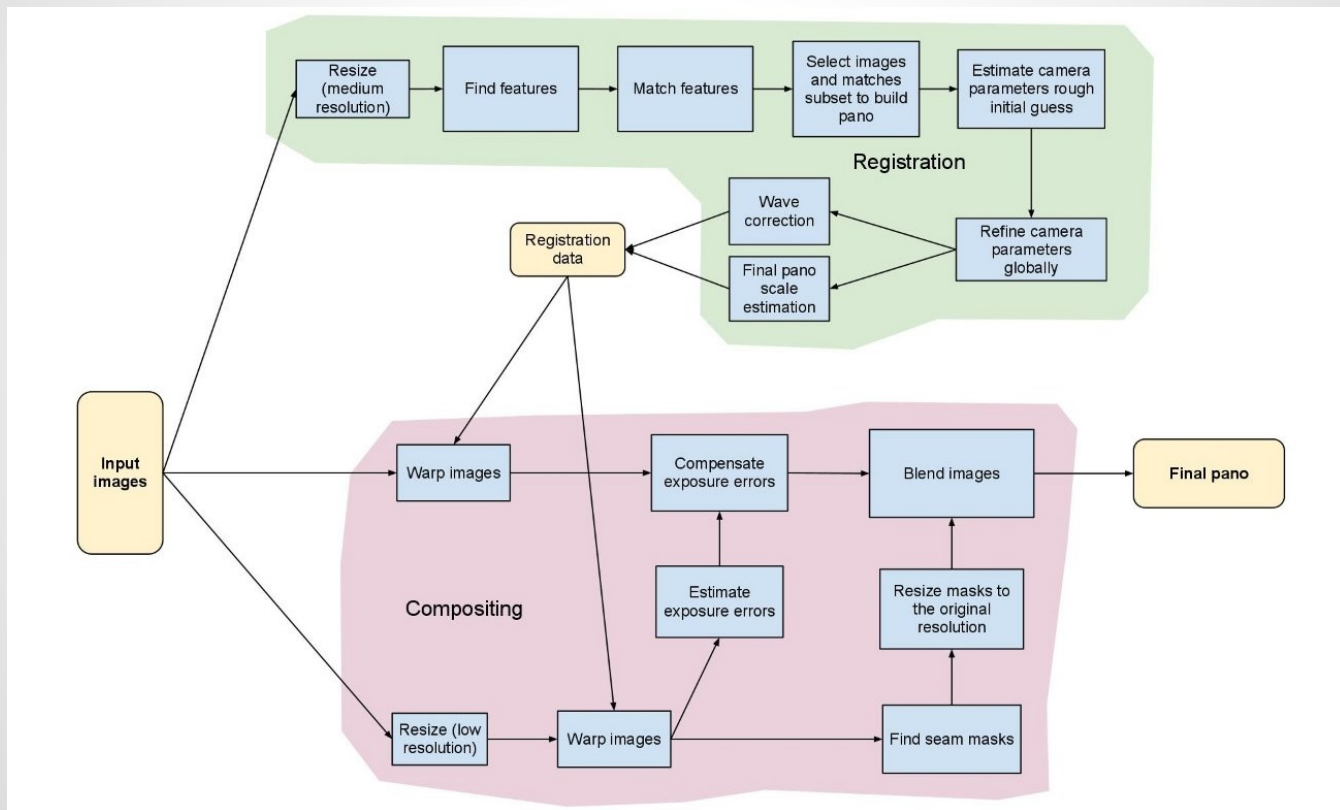 Resize
(medium
resolution)
Find features
Match features
Select images
and matches
subset to build
pano
Estimate camera
parameters rough
initial guess
Registration
Wave
correction
Refine camera
parameters
globally
Final pano
scale
estimation
Registration
data
Input
images
Warp images
Compensate
exposure errors
Blend images
Final pano
Estimate
exposure errors
Resize masks to
the original
resolution
Compositing
Resize (low
resolution)
Warp images
Find seam masks